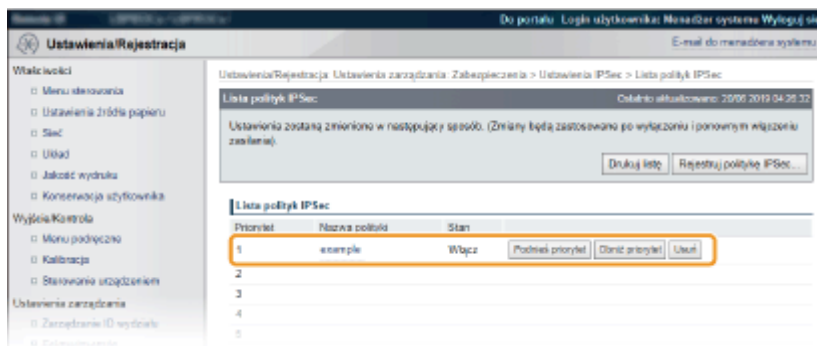 Do portalu Login użytkownika: Menadżer systemu Wyloguj się
Ustawienia/Rejestracja
E-mail do menadżera systemu
Właściwości
Menu sterowania
Ustawienia źródła papieru
Sieć
Układ
Jakość wydruku
Konserwacja użytkownika
Wyjście/Kontrola
Menu podręczne
Kalibracja
Sterowanie urządzeniem
Ustawienia zarządzania
Zarządzanie ID wydziału
Ustawienia/Rejestracja: Ustawienia zarządzania: Zabezpieczenia > Ustawienia IPSec > Lista polityk IPSec
Lista polityk IPSec
Ostatnio aktualizowano: 20/06 2019 04:26:32
Ustawienia zostaną zmienione w następujący sposób. (Zmiany będą zastosowane po wyłączeniu i ponownym włączeniu
zasilania).
Drukuj listę
Rejestruj politykę IPSec...
Lista polityk IPSec
Priorytet Nazwa polityki Stan
1 example Włącz Podnieś priorytet Obniż priorytet Usuń
2
3
4
5